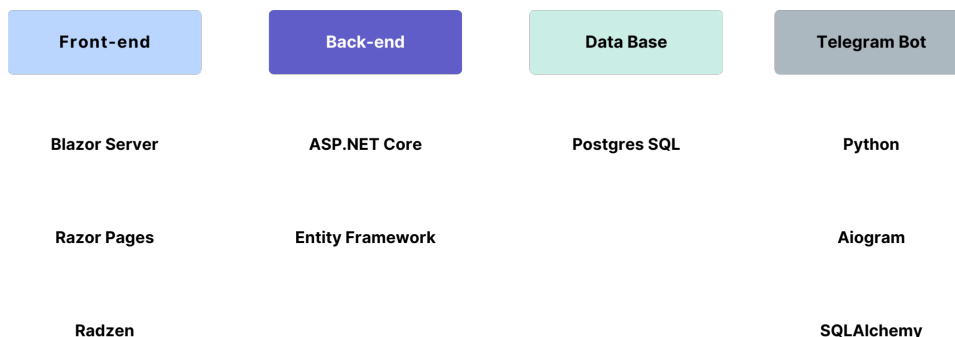 Front-end
Back-end
Data Base
Telegram Bot
Blazor Server
ASP.NET Core
Postgres SQL
Python
Razor Pages
Entity Framework
Aiogram
Radzen
SQLAlchemy